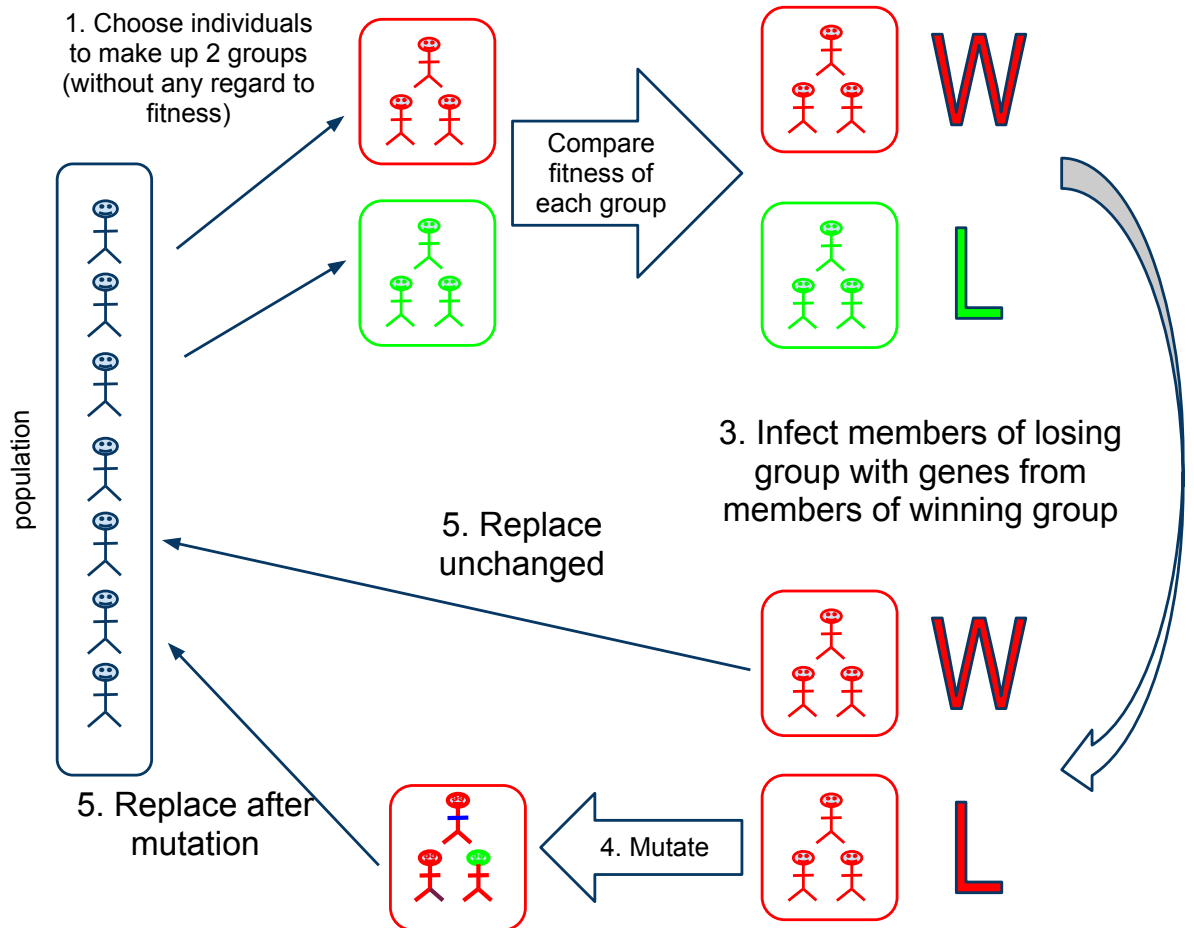 1. Choose individuals
to make up 2 groups
(without any regard to
fitness)
Compare
fitness of
each group
W
L
population
3. Infect members of losing
group with genes from
members of winning group
5. Replace
unchanged
W
5. Replace after
mutation
4. Mutate
L